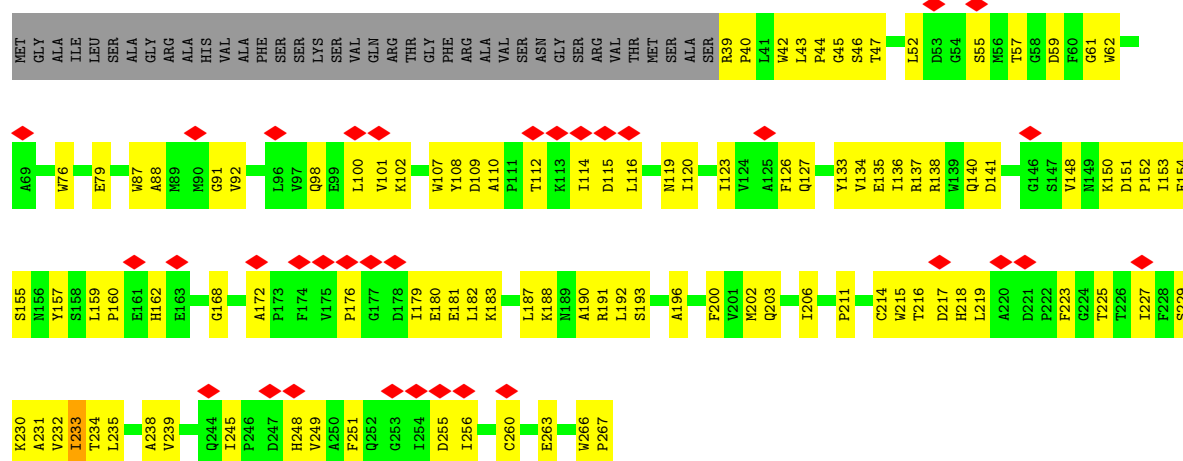 MET GLY ALA ILE LEU SER ALA GLY ARG ALA HIS VAL ALA PHE SER SER LYS SER VAL GLN ARG THR GLY PHE ARG ALA VAL SER ASN GLY SER ARG VAL THR MET SER ALA SER R39 P40 L41 W42 L43 P44 G45 S46 T47 L52 D53 G54 S55 M56 T57 G58 D59 F60 G61 W62
A69 W76 E79 W87 A88 M89 M90 G91 V92 L96 V97 Q98 E99 L100 V101 K102 W107 Y108 D109 A110 P111 T112 K113 I114 D115 L116 N119 I120 I123 V124 A125 F126 Q127 Y133 V134 E135 I136 R137 R138 W139 Q140 D141 G146 S147 V148 N149 K150 D151 P152 I153 F154
S155 N156 Y157 S158 L159 P160 E161 H162 E163 G168 A172 P173 F174 V175 P176 G177 D178 I179 E180 E181 L182 K183 L187 K188 N189 A190 R191 L192 S193 A196 F200 V201 M202 Q203 I206 P211 C214 W215 T216 D217 H218 L219 A220 D221 P222 F223 G224 T225 T226 I227 F228 S229
K230 A231 V232 I233 T234 L235 A238 V239 Q244 I245 P246 D247 H248 V249 A250 F251 Q252 G253 I254 D255 I256 C260 E263 W266 P267